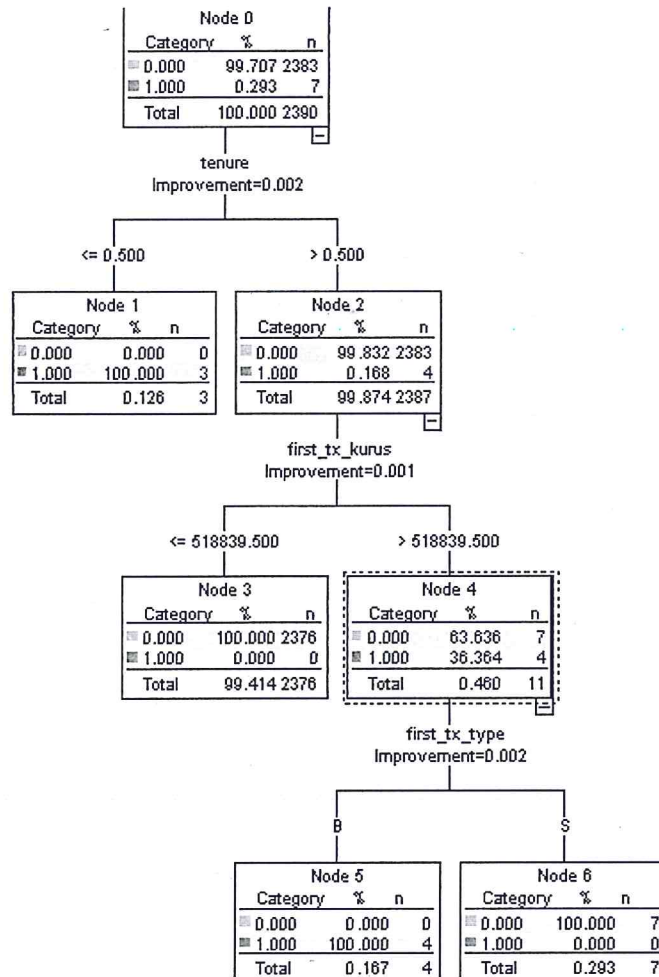 Node 0
Category % n
0.000 99.707 2383
1.000 0.293 7
Total 100.000 2390
tenure
Improvement=0.002
<= 0.500
> 0.500
Node 1
Category % n
0.000 0.000 0
1.000 100.000 3
Total 0.126 3
Node 2
Category % n
0.000 99.832 2383
1.000 0.168 4
Total 99.874 2387
first_tx_kurus
Improvement=0.001
<= 518839.500
> 518839.500
Node 3
Category % n
0.000 100.000 2376
1.000 0.000 0
Total 99.414 2376
Node 4
Category % n
0.000 63.636 7
1.000 36.364 4
Total 0.460 11
first_tx_type
Improvement=0.002
B
S
Node 5
Category % n
0.000 0.000 0
1.000 100.000 4
Total 0.167 4
Node 6
Category % n
0.000 100.000 7
1.000 0.000 0
Total 0.293 7